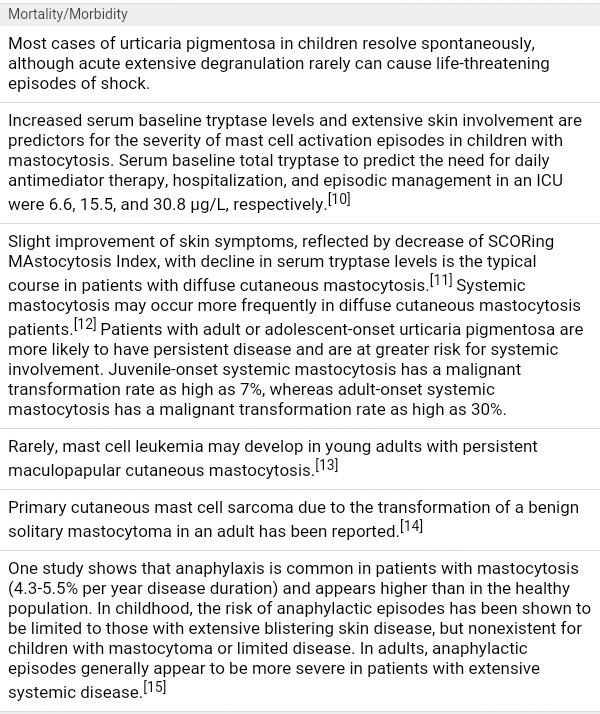 Mortality/Morbidity
Most cases of urticaria pigmentosa in children resolve spontaneously,
although acute extensive degranulation rarely can cause life-threatening
episodes of shock.
Increased serum baseline tryptase levels and extensive skin involvement are
predictors for the severity of mast cell activation episodes in children with
mastocytosis. Serum baseline total tryptase to predict the need for daily
antimediator therapy, hospitalization, and episodic management in an ICU
were 6.6, 15.5, and 30.8 μg/L, respectively.[10]
Slight improvement of skin symptoms, reflected by decrease of SCORing
MAstocytosis Index, with decline in serum tryptase levels is the typical
course in patients with diffuse cutaneous mastocytosis.[11] Systemic
mastocytosis may occur more frequently in diffuse cutaneous mastocytosis
patients.[12] Patients with adult or adolescent-onset urticaria pigmentosa are
more likely to have persistent disease and are at greater risk for systemic
involvement. Juvenile-onset systemic mastocytosis has a malignant
transformation rate as high as 7%, whereas adult-onset systemic
mastocytosis has a malignant transformation rate as high as 30%.
Rarely, mast cell leukemia may develop in young adults with persistent
maculopapular cutaneous mastocytosis.[13]
Primary cutaneous mast cell sarcoma due to the transformation of a benign
solitary mastocytoma in an adult has been reported.[14]
One study shows that anaphylaxis is common in patients with mastocytosis
(4.3-5.5% per year disease duration) and appears higher than in the healthy
population. In childhood, the risk of anaphylactic episodes has been shown to
be limited to those with extensive blistering skin disease, but nonexistent for
children with mastocytoma or limited disease. In adults, anaphylactic
episodes generally appear to be more severe in patients with extensive
systemic disease.[15]